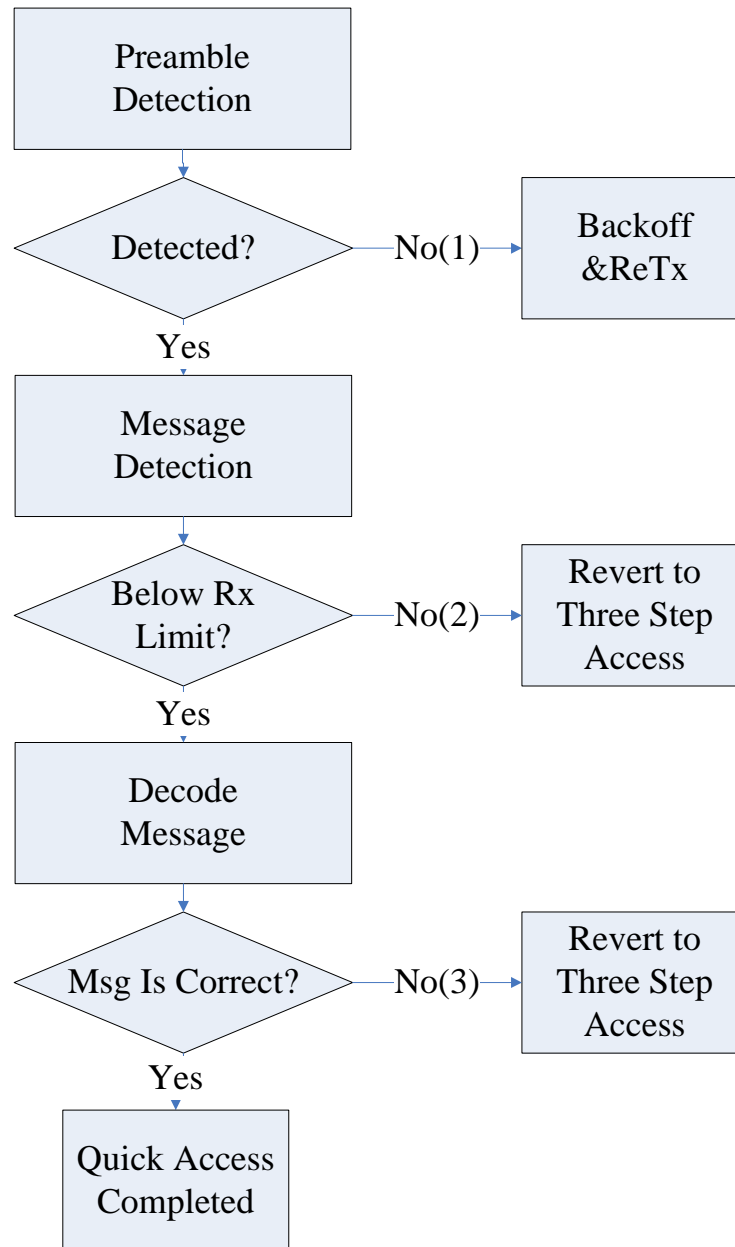 Preamble
Detection
Detected?
No(1)
Backoff
&ReTx
Yes
Message
Detection
Below Rx
Limit?
No(2)
Revert to
Three Step
Access
Yes
Decode
Message
Msg Is Correct?
No(3)
Revert to
Three Step
Access
Yes
Quick Access
Completed